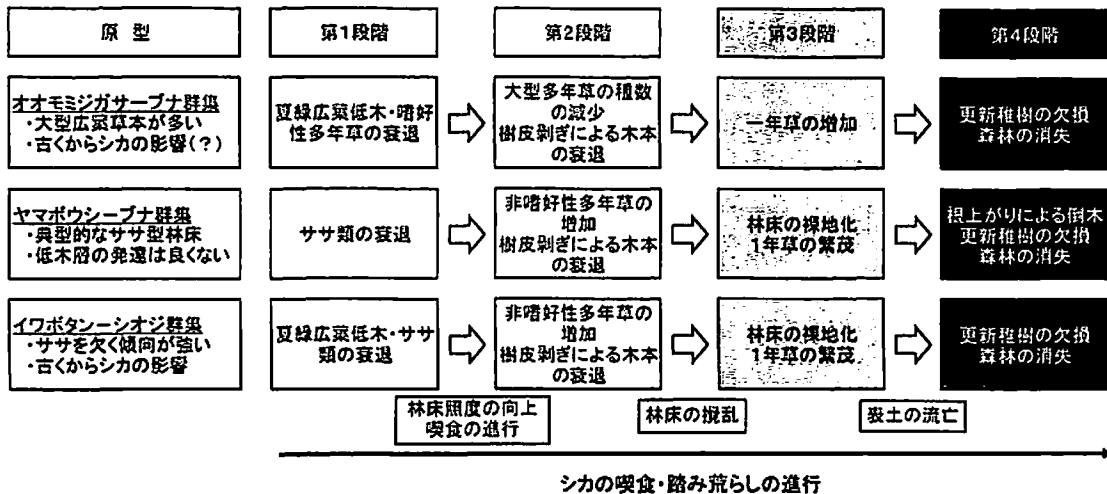 原 型
第1段階
第2段階
第3段階
第4段階
オオモミジガサーブナ群集
・大型広葉草本が多い
・古くからシカの影響(?)
夏緑広葉低木・嗜好
性多年草の衰退
大型多年草の種数
の減少
樹皮剥ぎによる木本
の衰退
一年草の増加
更新稚樹の欠損
森林の消失
ヤマボウシーブナ群集
・典型的なササ型林床
・低木層の発達は良くない
ササ類の衰退
非嗜好性多年草の
増加
樹皮剥ぎによる木本
の衰退
林床の裸地化
1年草の繁茂
根上がりによる倒木
更新稚樹の欠損
森林の消失
イワボタンーシオジ群集
・ササを欠く傾向が強い
・古くからシカの影響
夏緑広葉低木・ササ
類の衰退
非嗜好性多年草の
増加
樹皮剥ぎによる木本
の衰退
林床の裸地化
1年草の繁茂
更新稚樹の欠損
森林の消失
林床照度の向上
喫食の進行
林床の撹乱
表土の流亡
シカの喫食・踏み荒らしの進行